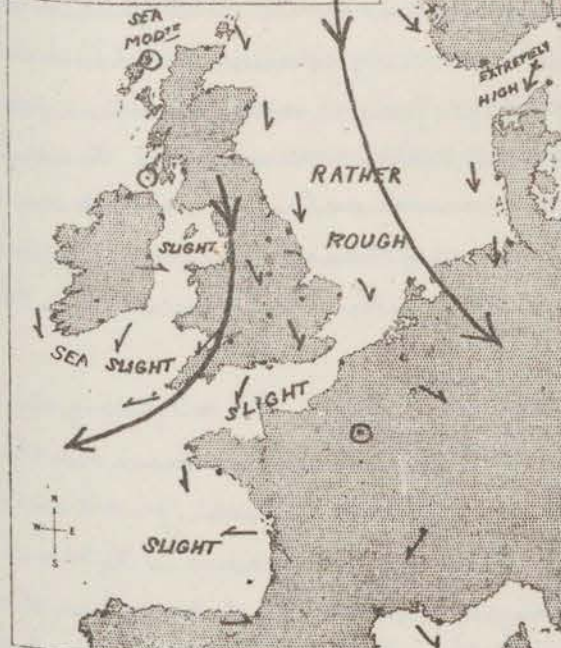 SEA
MODTE
EXTREMELY
HIGH
RATHER
ROUGH
SLIGHT
SEA SLIGHT
SLIGHT
SLIGHT
N
W E
S